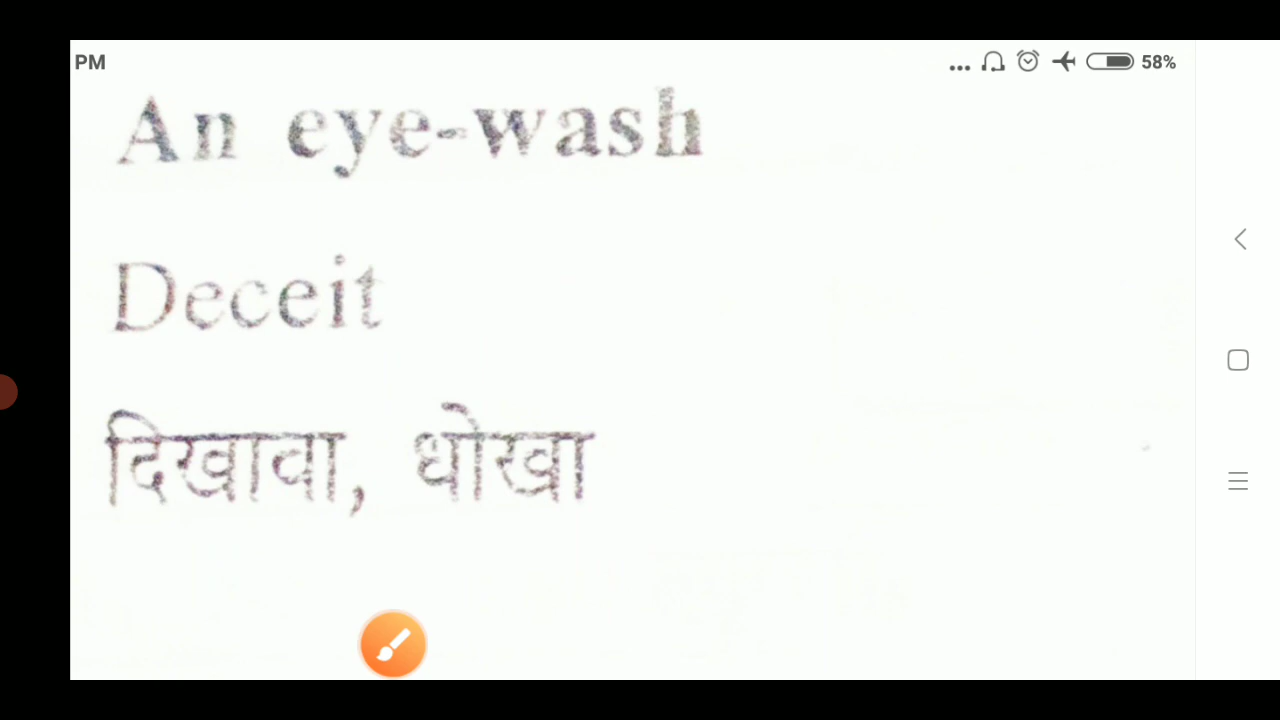 PM ... 58%
An eye-wash
Deceit
दिखावा, धोखा